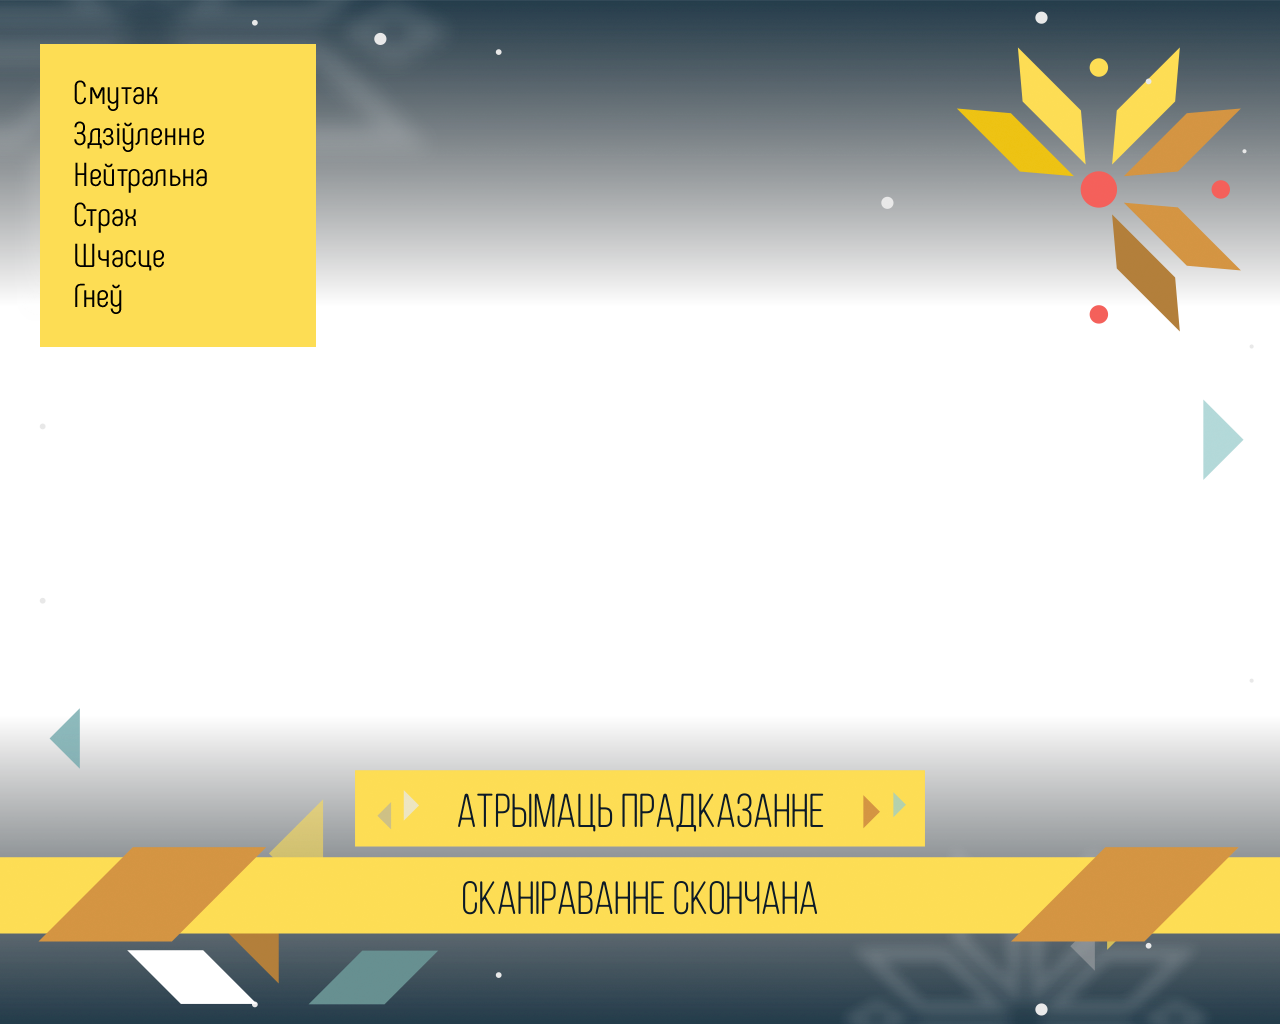 Смутак
Здзіўленне
Нейтральна
Страх
Шчасце
Гнеў
АТРЫМАЦЬ ПРАДКАЗАННЕ
СКАНІРАВАННЕ СКОНЧАНА